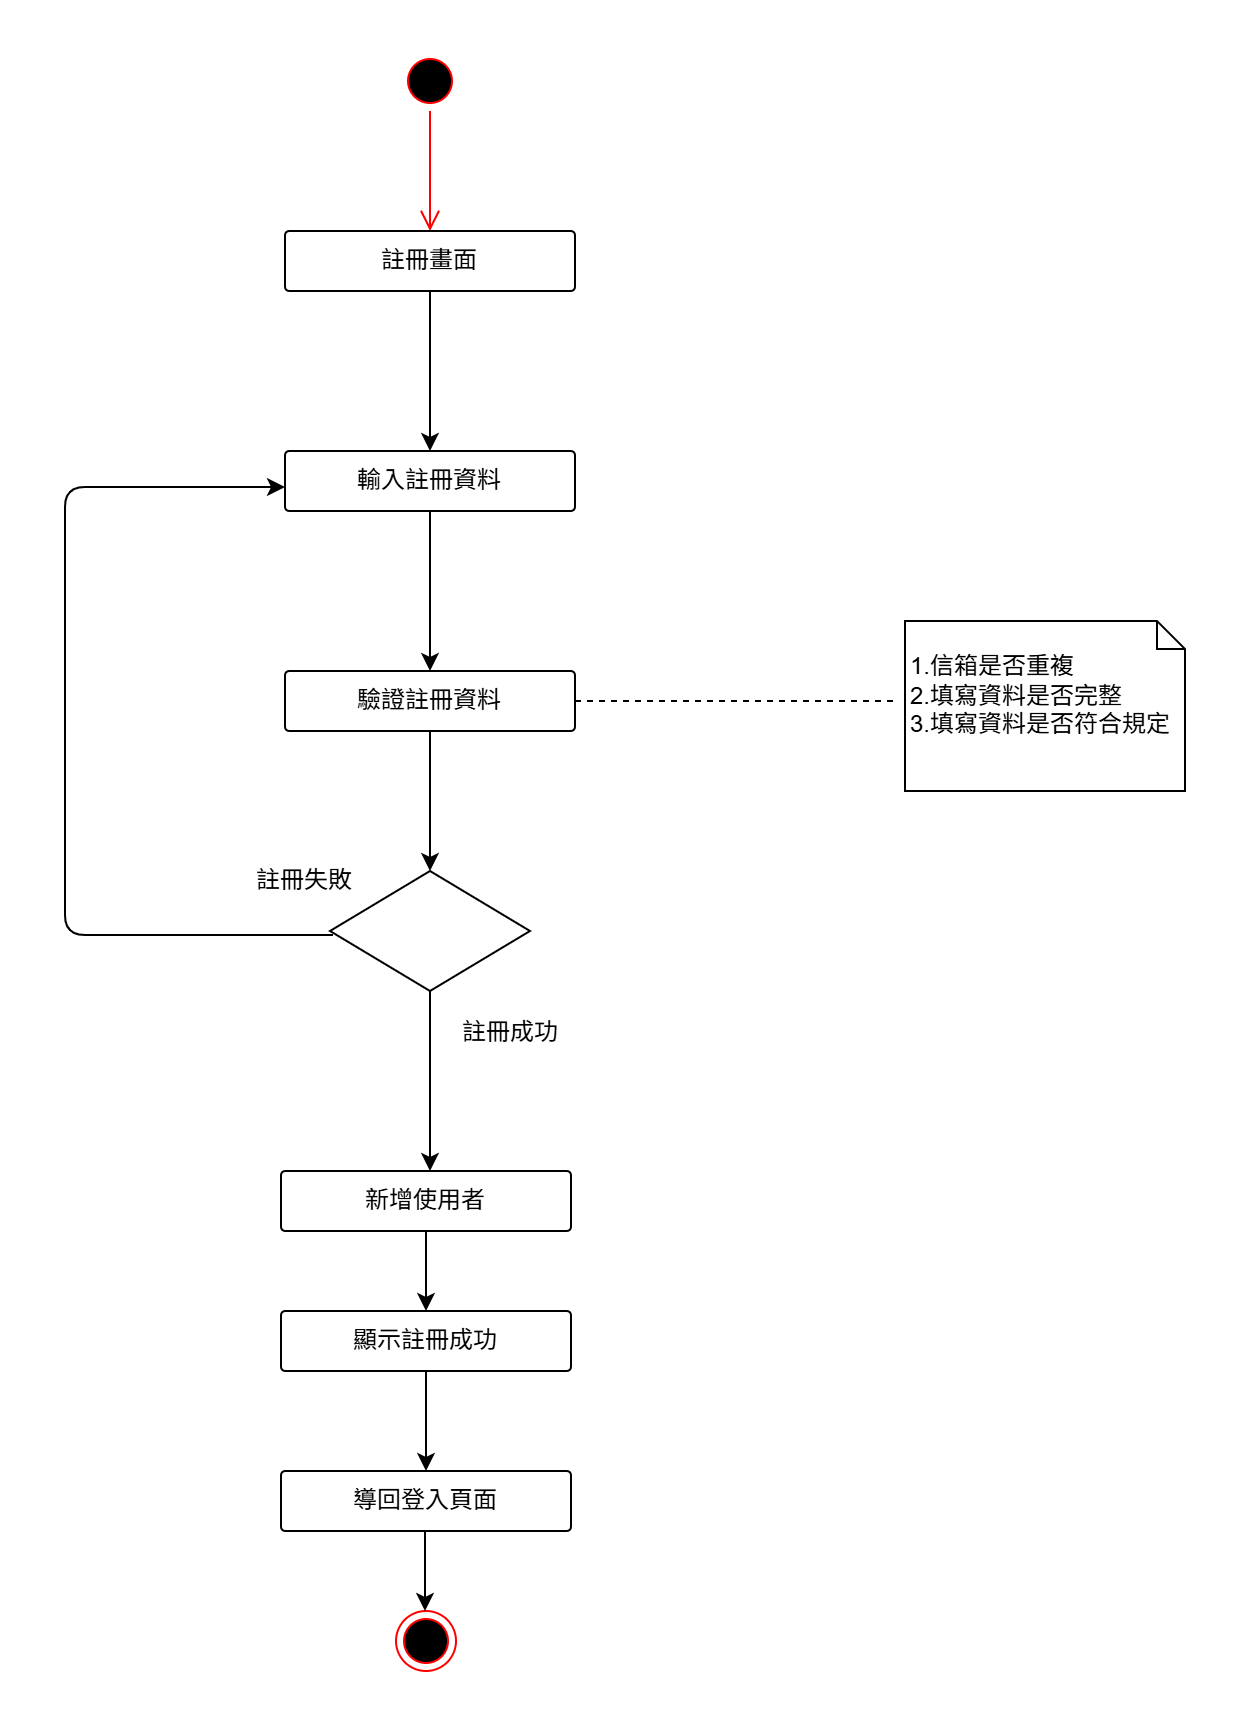 註冊畫面
輸入註冊資料
驗證註冊資料
1.信箱是否重複
2.填寫資料是否完整
3.填寫資料是否符合規定
註冊失敗
註冊成功
新增使用者
顯示註冊成功
導回登入頁面